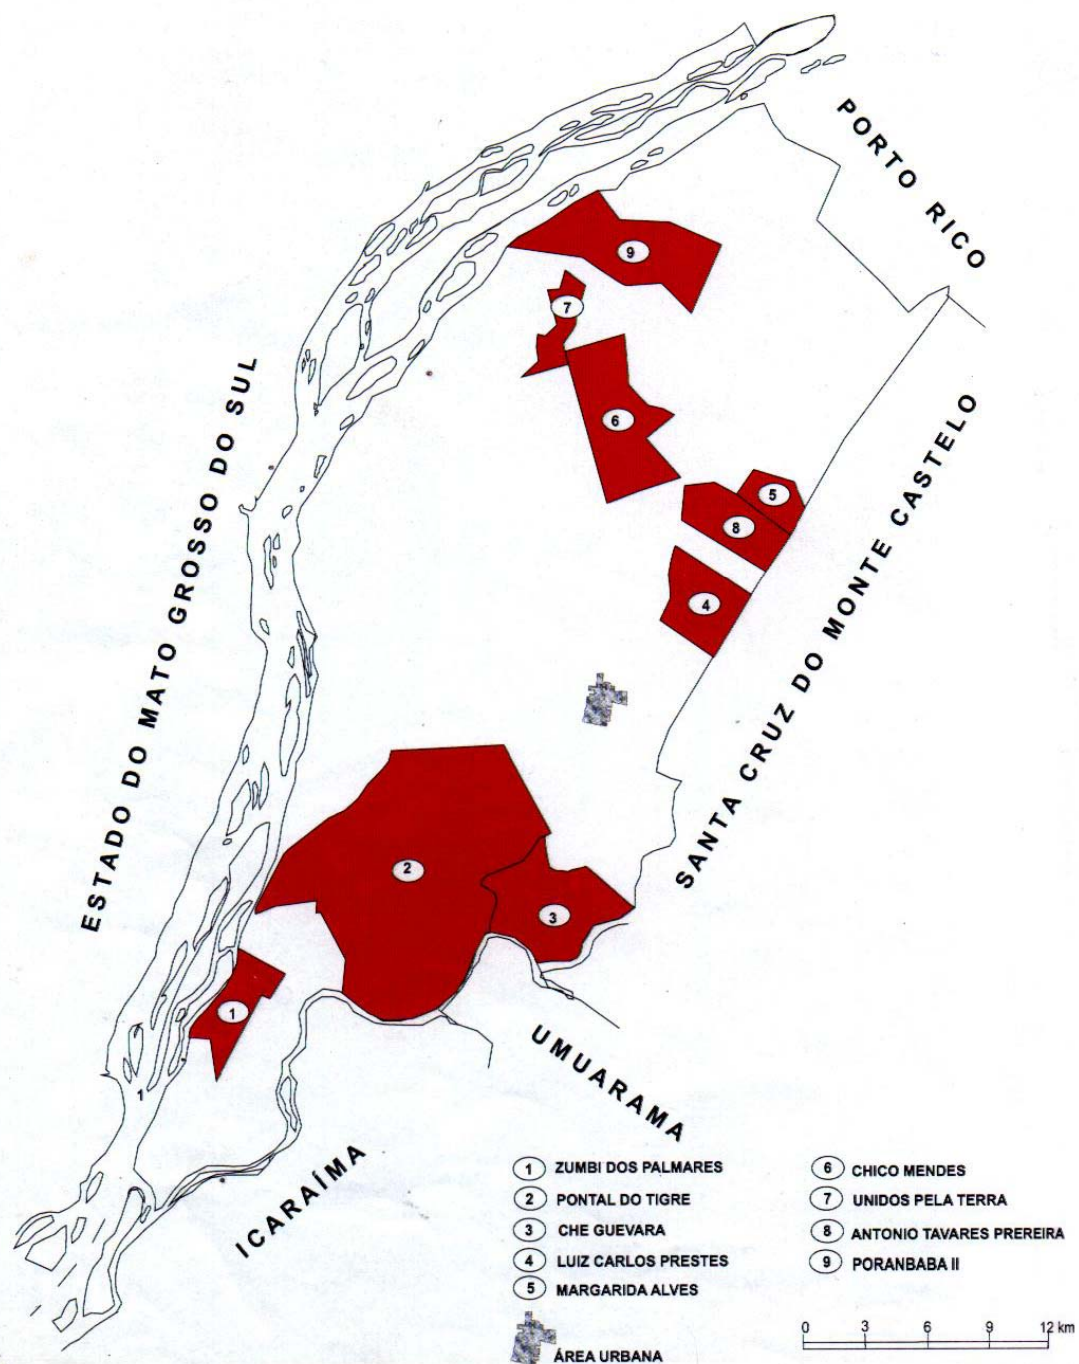 PORTO RICO
9
7
ESTADO DO MATO GROSSO DO SUL
6
5
8
SANTA CRUZ DO MONTE CASTELO
4
2
3
1
1
UMUARAMA
ICARAÍMA
1 ZUMBI DOS PALMARES
2 PONTAL DO TIGRE
3 CHE GUEVARA
4 LUIZ CARLOS PRESTES
5 MARGARIDA ALVES
ÁREA URBANA
6 CHICO MENDES
7 UNIDOS PELA TERRA
8 ANTONIO TAVARES PREREIRA
9 PORANBABA II
0 3 6 9 12 km